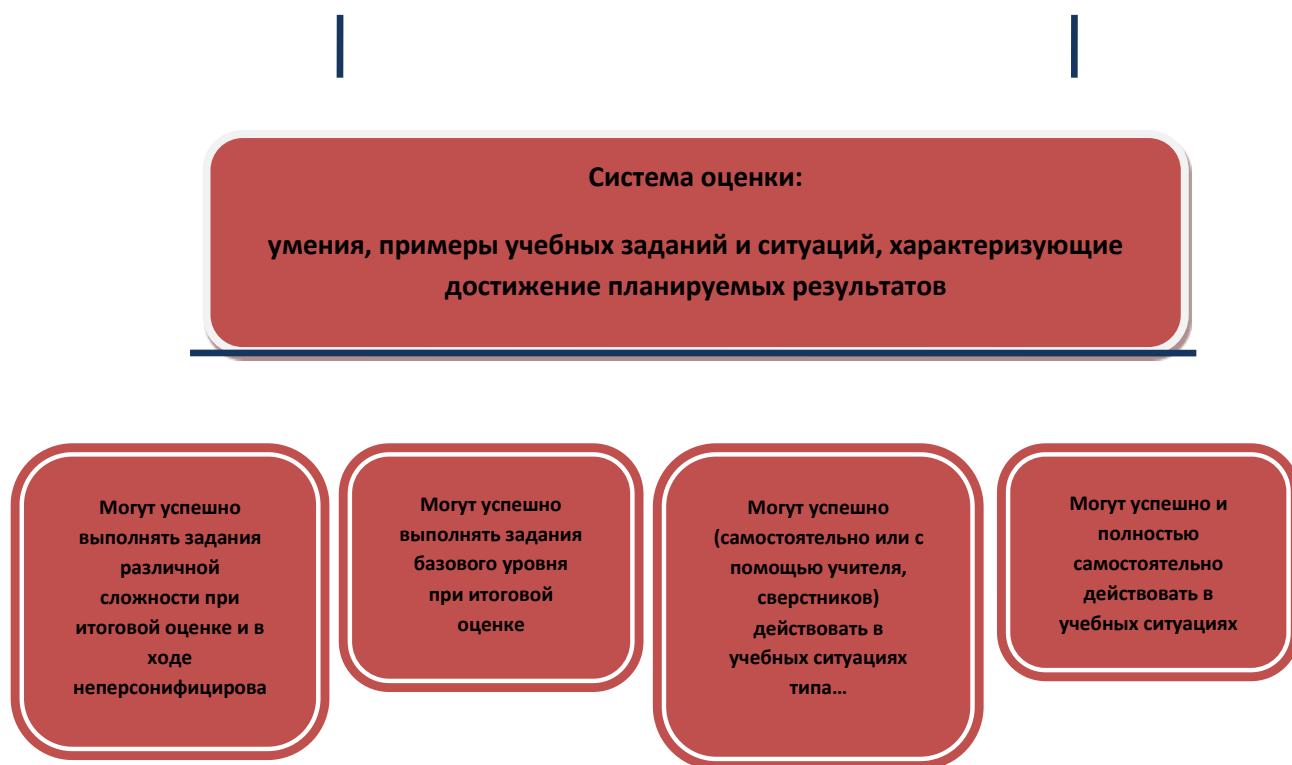 Система оценки:
умения, примеры учебных заданий и ситуаций, характеризующие
достижение планируемых результатов
Могут успешно
выполнять задания
различной
сложности при
итоговой оценке и в
ходе
неперсонифицирова
Могут успешно
выполнять задания
базового уровня
при итоговой
оценке
Могут успешно
(самостоятельно или с
помощью учителя,
сверстников)
действовать в
учебных ситуациях
типа...
Могут успешно и
полностью
самостоятельно
действовать в
учебных ситуациях